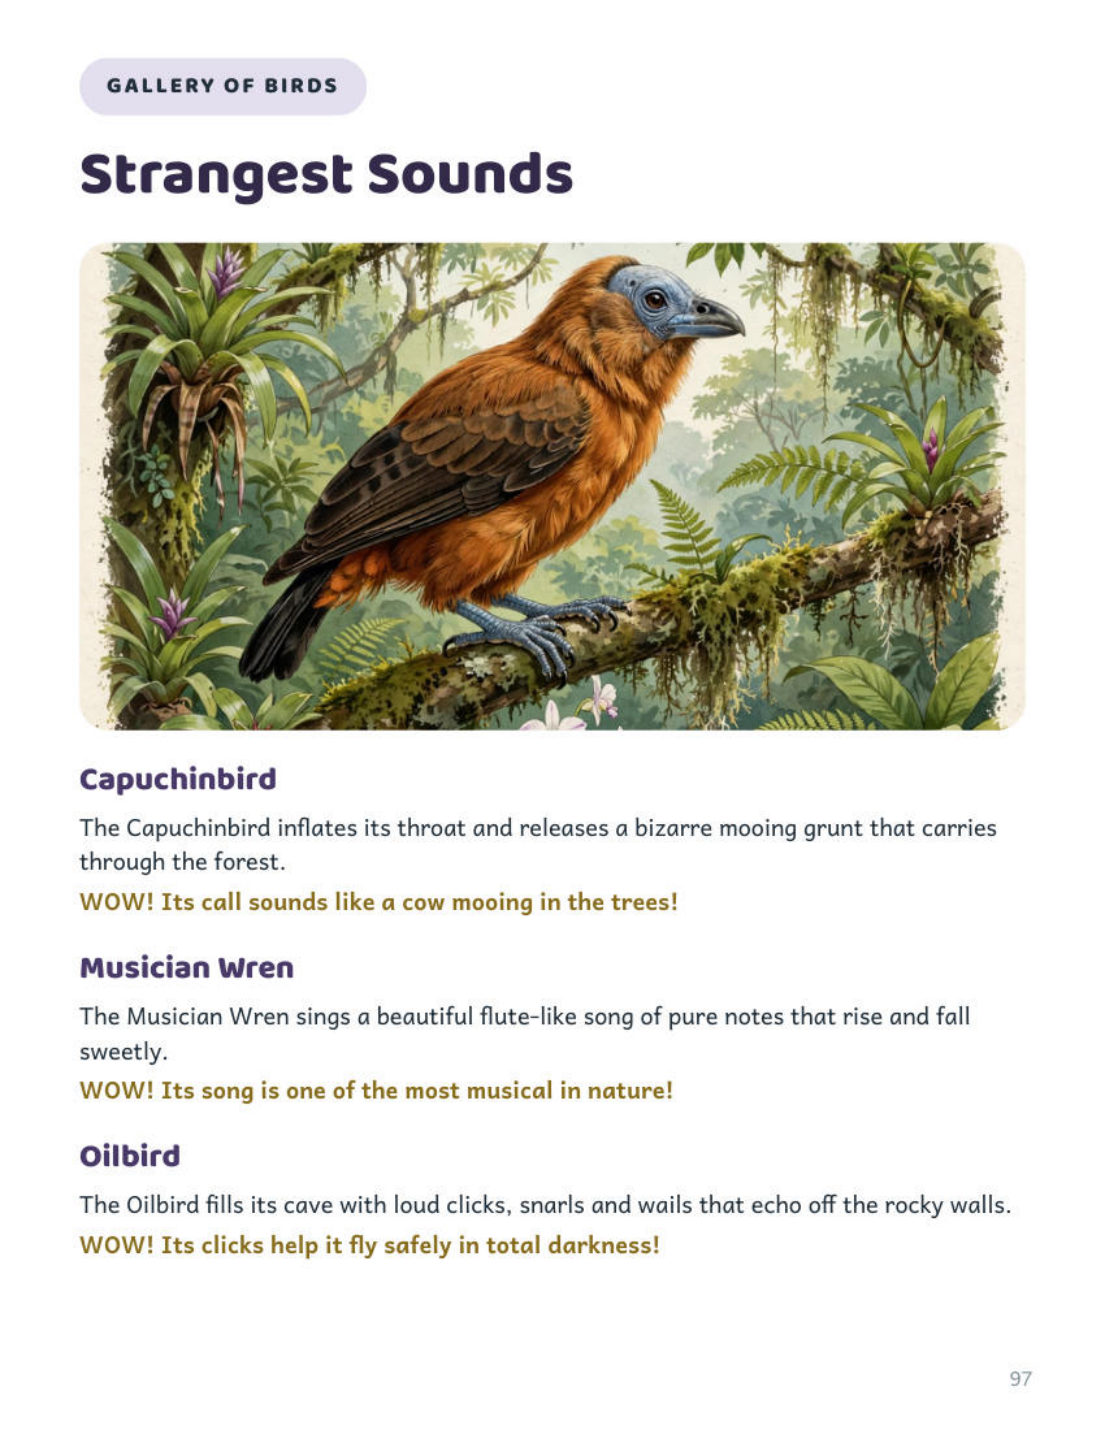 GALLERY OF BIRDS
Strangest Sounds
Capuchinbird
The Capuchinbird inflates its throat and releases a bizarre mooing grunt that carries
through the forest.
WOW! Its call sounds like a cow mooing in the trees!
Musician Wren
The Musician Wren sings a beautiful flute-like song of pure notes that rise and fall
sweetly.
WOW! Its song is one of the most musical in nature!
Oilbird
The Oilbird fills its cave with loud clicks, snarls and wails that echo off the rocky walls.
WOW! Its clicks help it fly safely in total darkness!
97